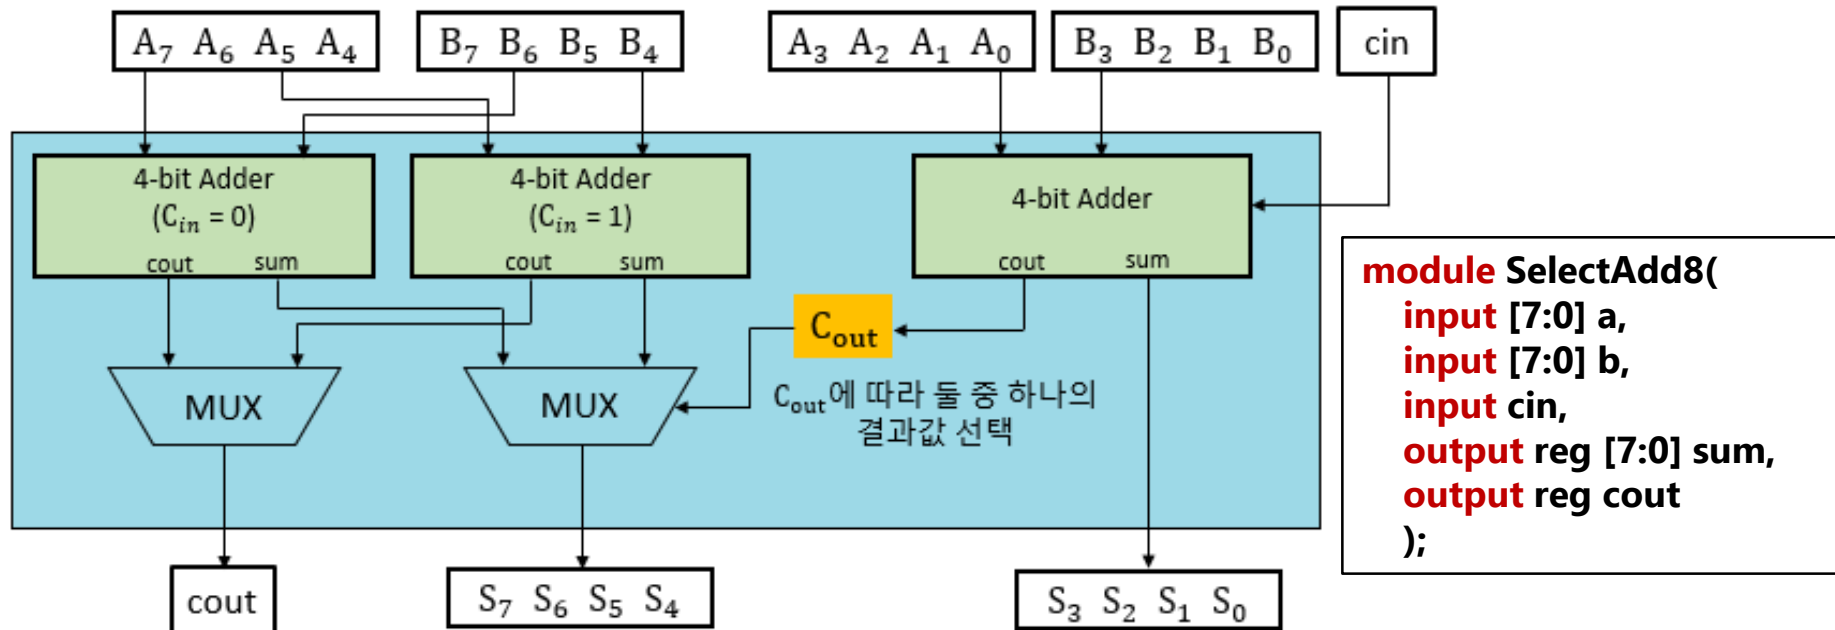 A₇ A₆ A₅ A₄
B₇ B₆ B₅ B₄
A₃ A₂ A₁ A₀
B₃ B₂ B₁ B₀
cin
4-bit Adder
(C𝑖𝑛 = 0)
cout sum
4-bit Adder
(C𝑖𝑛 = 1)
cout sum
4-bit Adder
cout sum
MUX
MUX
Cout
Cout에 따라 둘 중 하나의
결과값 선택
cout
S₇ S₆ S₅ S₄
S₃ S₂ S₁ S₀
module SelectAdd8(
input [7:0] a,
input [7:0] b,
input cin,
output reg [7:0] sum,
output reg cout
);